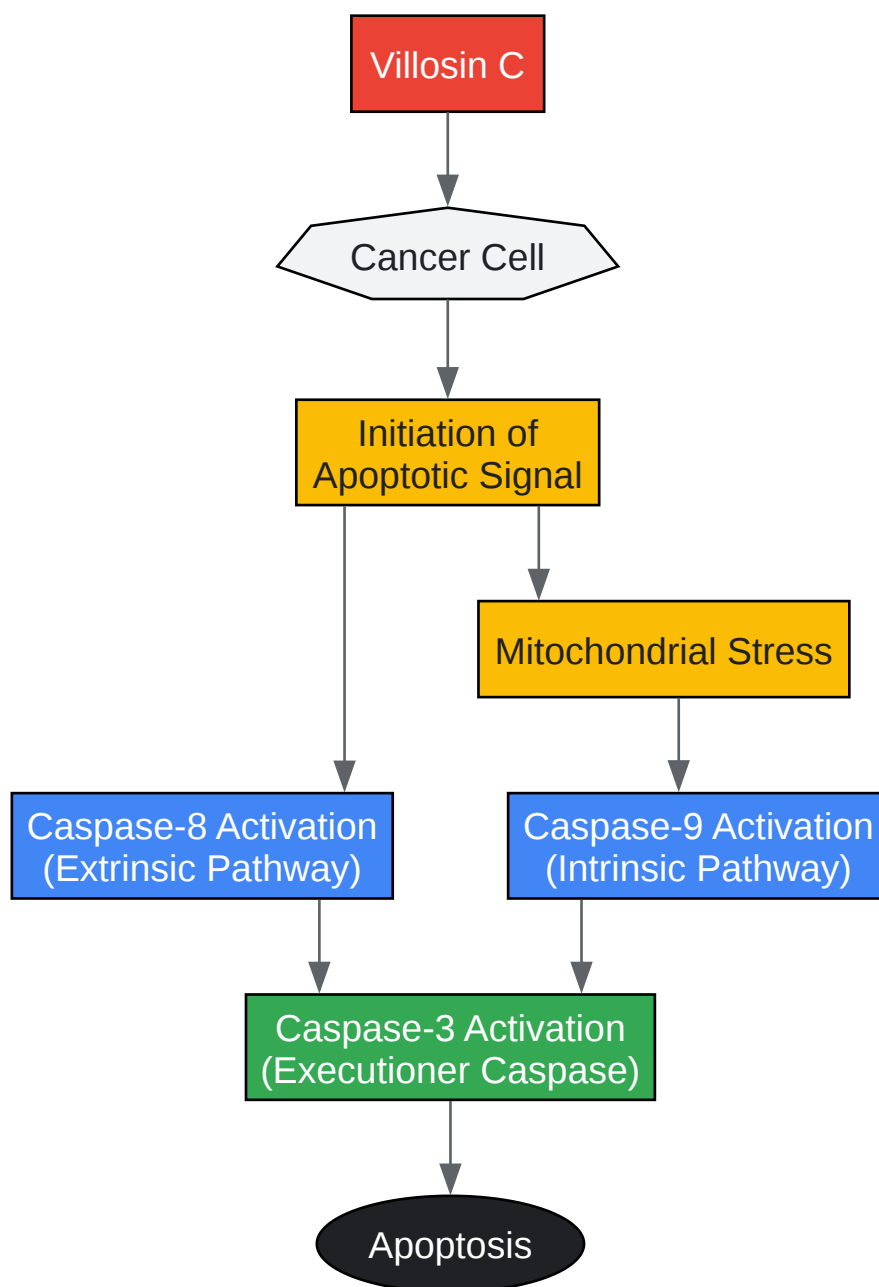 Villosin C
Cancer Cell
Initiation of
Apoptotic Signal
Mitochondrial Stress
Caspase-8 Activation
(Extrinsic Pathway)
Caspase-9 Activation
(Intrinsic Pathway)
Caspase-3 Activation
(Executioner Caspase)
Apoptosis